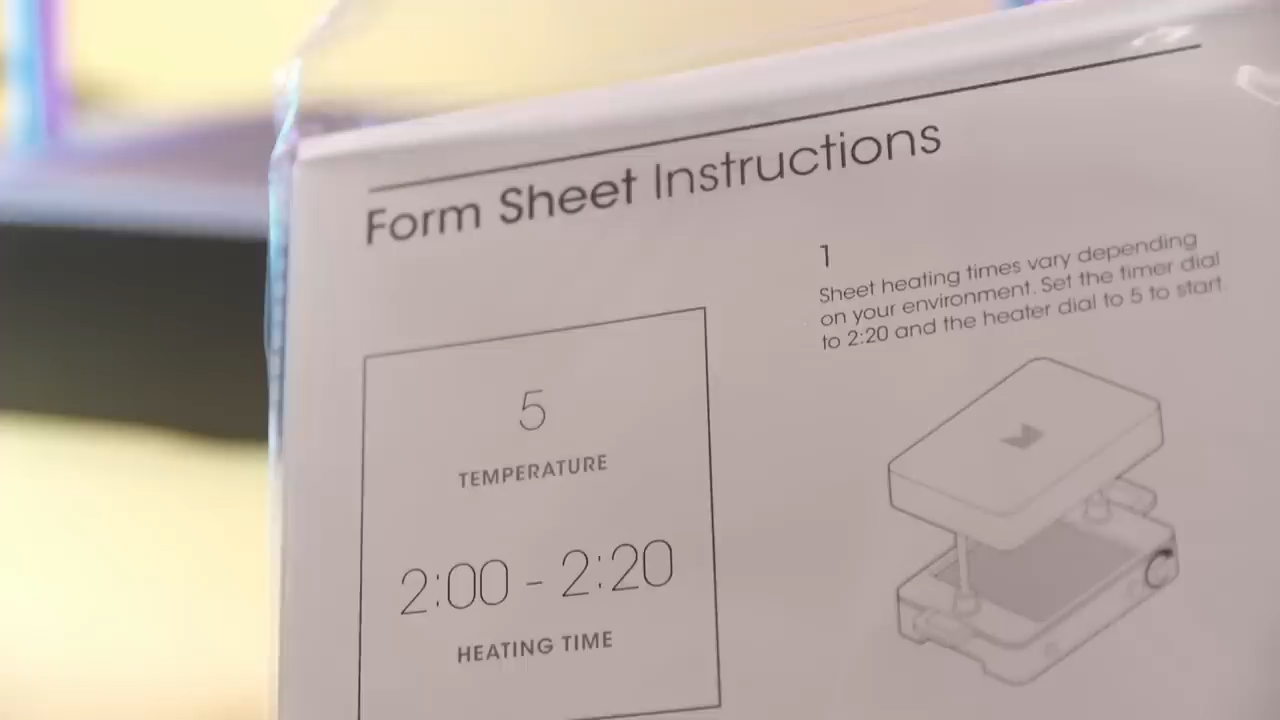 Form Sheet Instructions
1
Sheet heating times vary depending
on your environment. Set the timer dial
to 2:20 and the heater dial to 5 to start.
5
TEMPERATURE
2:00 - 2:20
HEATING TIME